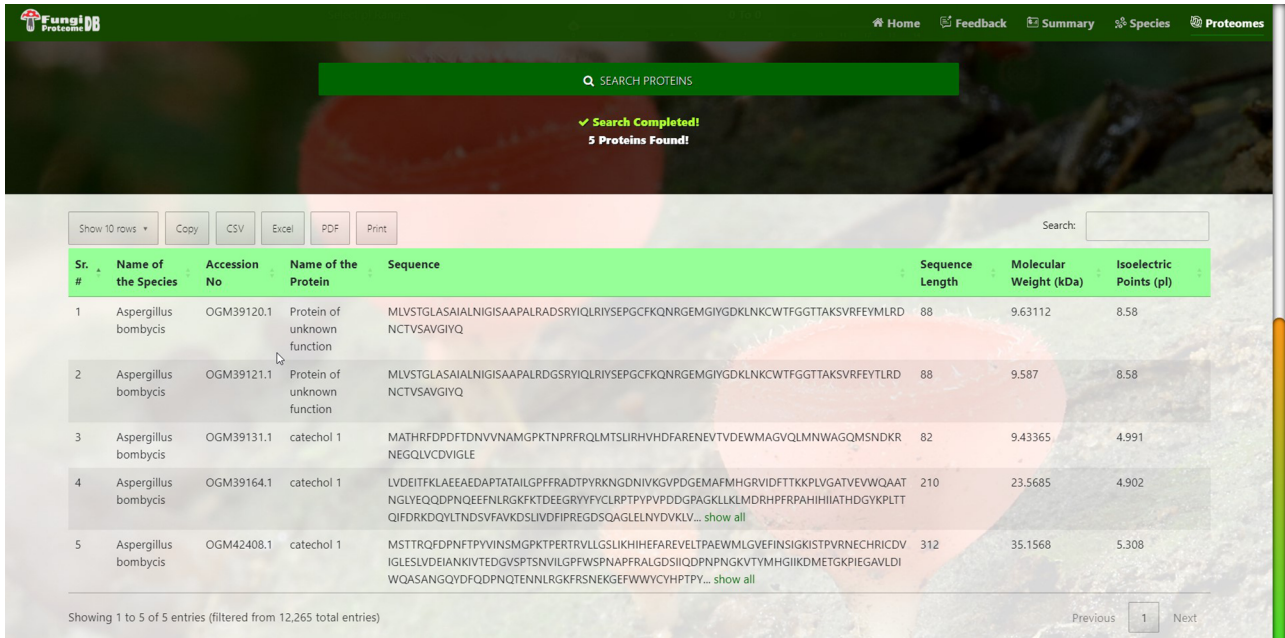 Fungi DB
Proteome
Home Feedback Summary Species Proteomes
SEARCH PROTEINS
Search Completed!
5 Proteins Found!
Show 10 rows Copy CSV Excel PDF Print Search:
Sr. # Name of the Species Accession No Name of the Protein Sequence Sequence Length Molecular Weight (kDa) Isoelectric Points (pI)
1 Aspergillus OGM39120.1 Protein of MLVSTGLASAIALNIGISAAPALRADSRYIQLRIYSEPGCFKQNRGEMGIYGDKLNKCWTFGGTTAKSVRFEYMLRD 88 9.63112 8.58
bombycis unknown NCTVSAVGIYQ
function
2 Aspergillus OGM39121.1 Protein of MLVSTGLASAIALNIGISAAPALRDGSRYIQLRIYSEPGCFKQNRGEMGIYGDKLNKCWTFGGTTAKSVRFEYTLRD 88 9.587 8.58
bombycis unknown NCTVSAVGIYQ
function
3 Aspergillus OGM39131.1 catechol 1 MATHRFDPDFTDNVVNAMGPKTNPRFRQLMTSLIRHVHDFARENEVTVDEWMAGVQLMNWAGQMSNDKR 82 9.43365 4.991
bombycis NEGQLVCDVIGLE
4 Aspergillus OGM39164.1 catechol 1 LVDEITFKLAEEAEDAPTATAILGPFFRADTPYRKNGDNIVKGVPDGEMAFMHGRVIDFTTKKPLVGATVEVWQAAT 210 23.5685 4.902
bombycis NGLYEQQDPNQEEFNLRGKFKTDEEGRYYFYCLRPTPYPVPDDGPAGKLLKLMDRHPFRPAHIHIIATHDGYKPLTT
QIFDRKDQYLTNDSVFAVKDSLIVDFIPREGDSQAGLELNYDVKLV... show all
5 Aspergillus OGM42408.1 catechol 1 MSTTRQFDPNFTPYVINSMGPKTPERTRVLLGSLIKHIHEFAREVELTPAEWMLGVEFINSIGKISTPVRNECHRICDV 312 35.1568 5.308
bombycis IGLESLVDEIANKIVTEDGVSPTSNVILGPFWSPNAPFRALGDSIIQDPNPNGKVTYMHGIIKDMETGKPIEGAVLDI
WQASANGQYDFQDPNQTENNLRGKFRSNEKGEFWWYCYHPTPY... show all
Showing 1 to 5 of 5 entries (filtered from 12,265 total entries) Previous 1 Next